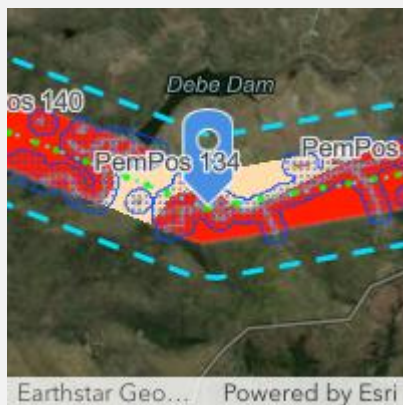 Debe Dam
os 140
PemPos 134
PemPos
Earthstar Geo... Powered by Esri